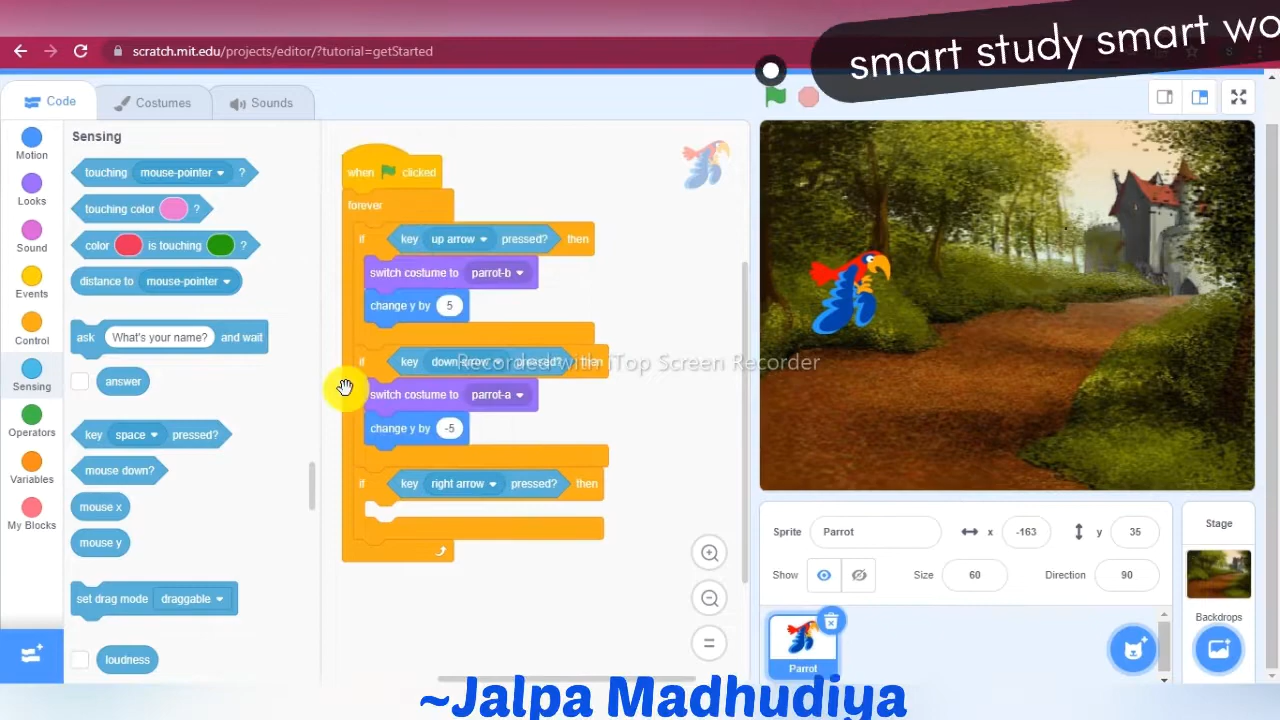 smart study smart wo
scratch.mit.edu/projects/editor/?tutorial=getStarted
Code
Costumes
Sounds
Motion
Looks
Sound
Events
Control
Sensing
Operators
Variables
My Blocks
Sensing
touching mouse-pointer ?
touching color ?
color is touching ?
distance to mouse-pointer
ask What's your name? and wait
answer
key space pressed?
mouse down?
mouse x
mouse y
set drag mode draggable
loudness
when clicked
forever
if key up arrow pressed? then
switch costume to parrot-b
change y by 5
if key down arrow pressed? then
switch costume to parrot-a
change y by -5
if key right arrow pressed? then
Recorded with iTop Screen Recorder
Sprite Parrot x -163 y 35
Show Size 60 Direction 90
Parrot
Stage
Backdrops
~Jalpa Madhudiya